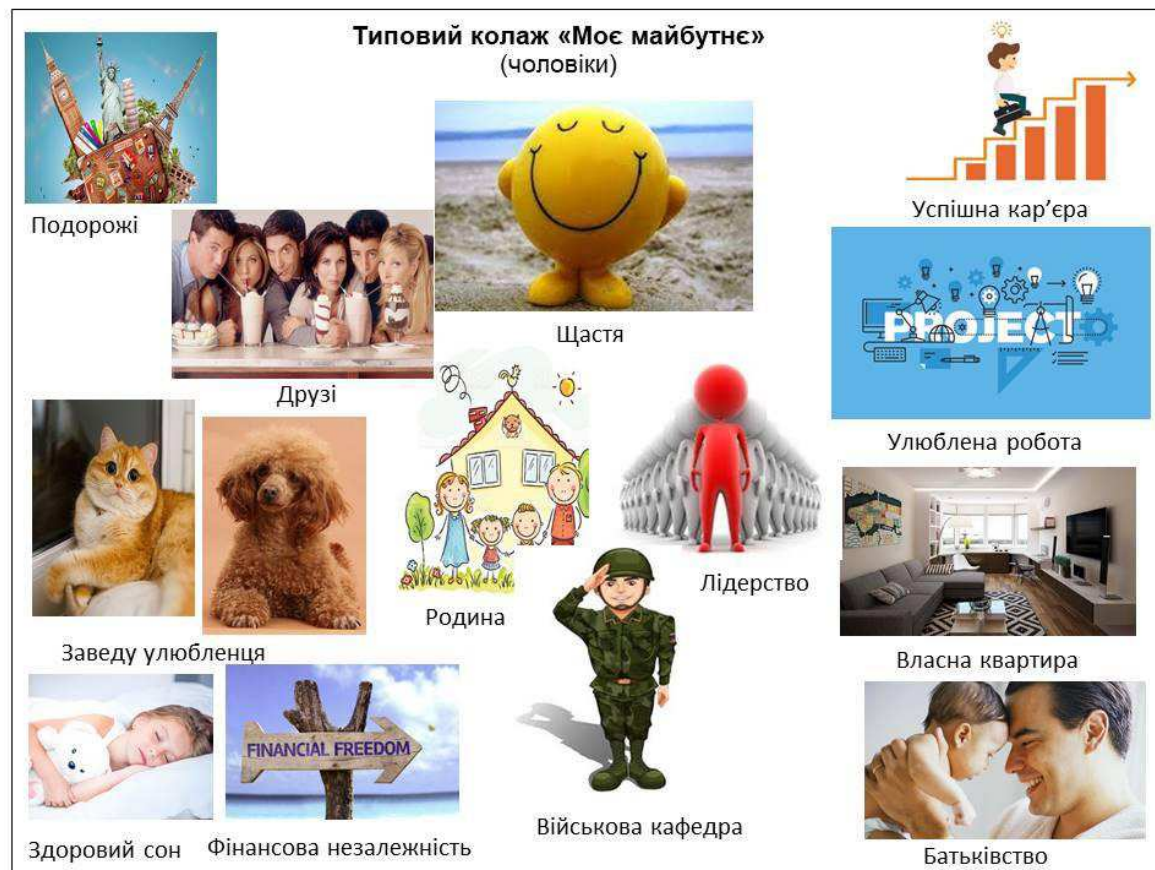 Типовий колаж «Моє майбутнє»
(чоловіки)
Подорожі
Успішна кар’єра
Щастя
Друзі
PROJECT
Улюблена робота
Лідерство
Родина
Заведу улюбленця
Власна квартира
FINANCIAL FREEDOM
Військова кафедра
Здоровий сон
Фінансова незалежність
Батьківство